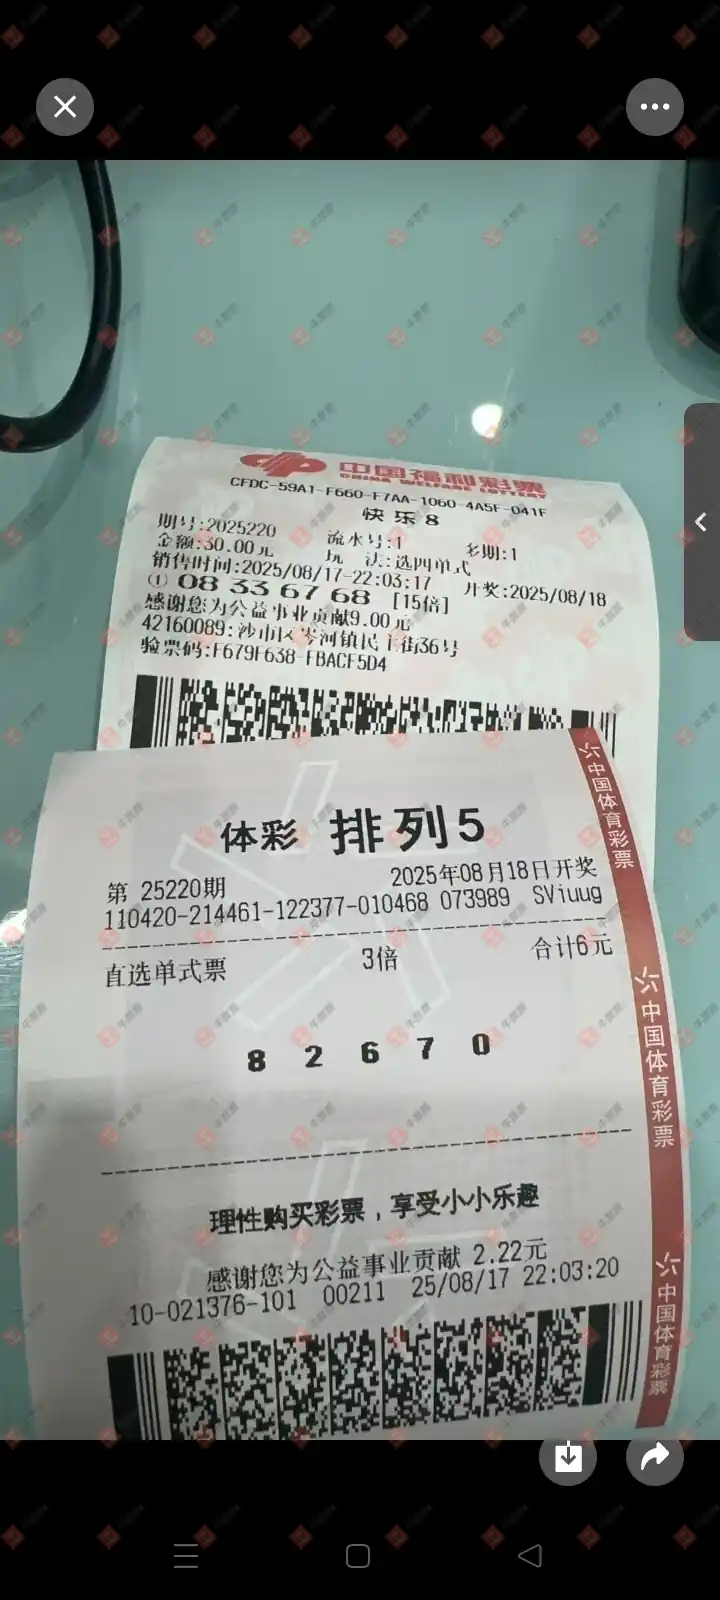 中国福利彩票
CHINA WELFARE LOTTERY
CFDC-59A1-F660-F7AA-1060-4A5F-041F
快乐8
期号:2025220 流水号:1 多期:1
金额:30.00元 玩 法:选四单式
销售时间:2025/08/17-22:03:17 开奖:2025/08/18
① 08 33 67 68 [15倍]
感谢您为公益事业贡献9.00元
42160089:沙市区岑河镇民主街36号
验票码:F679F638-FBACF5D4
体彩 排列5
第 25220期 2025年08月18日开奖
110420-214461-122377-010468 073989 SViuug
直选单式票 3倍 合计6元
8 2 6 7 0
理性购买彩票,享受小小乐趣
感谢您为公益事业贡献 2.22元
10-021376-101 00211 25/08/17 22:03:20
中国体育彩票
中国体育彩票
中国体育彩票